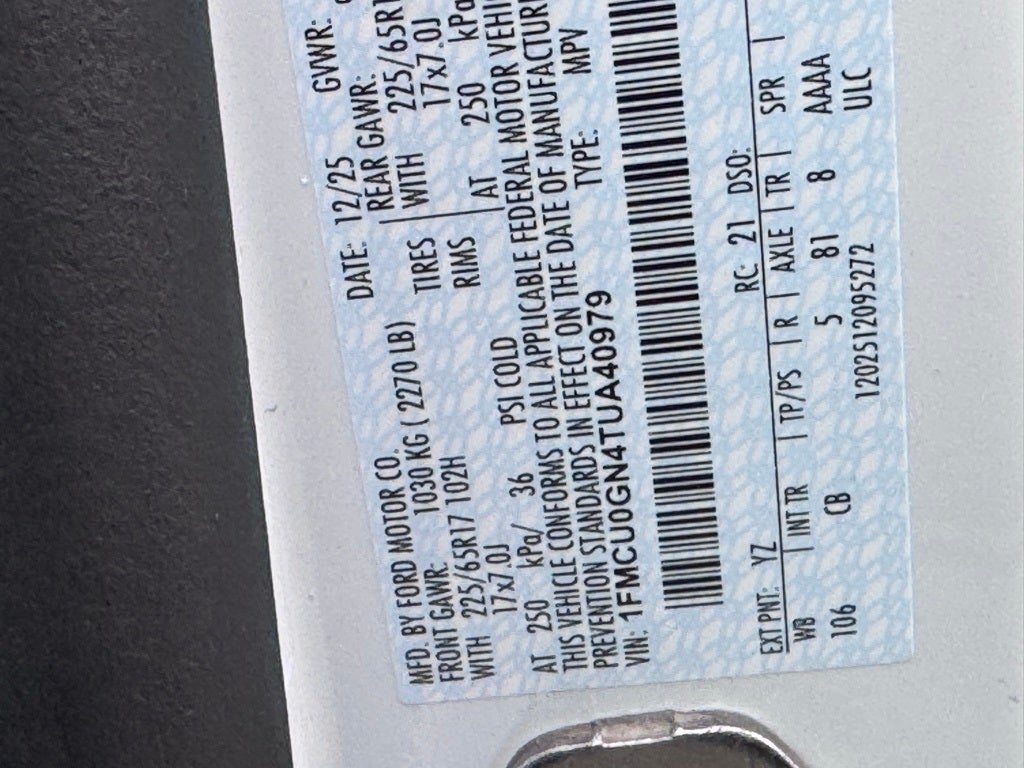 MFD. BY FORD MOTOR CO. DATE: 12/25 GVWR:
FRONT GAWR: 1030 KG ( 2270 LB) REAR GAWR:
WITH 225/65R17 102H TIRES WITH 225/65R1
17x7.0J RIMS 17x7.0J
AT 250 kPa/ 36 PSI COLD AT 250 kPa
THIS VEHICLE CONFORMS TO ALL APPLICABLE FEDERAL MOTOR VEHI
PREVENTION STANDARDS IN EFFECT ON THE DATE OF MANUFACTUR
VIN: 1FMCU0GN4TUA40979 TYPE: MPV
EXT PNT: YZ RC: 21 DSO:
WB | INT TR | TP/PS | R | AXLE | TR | SPR |
106 CB 5 81 8 AAAA
1202512095272 ULC